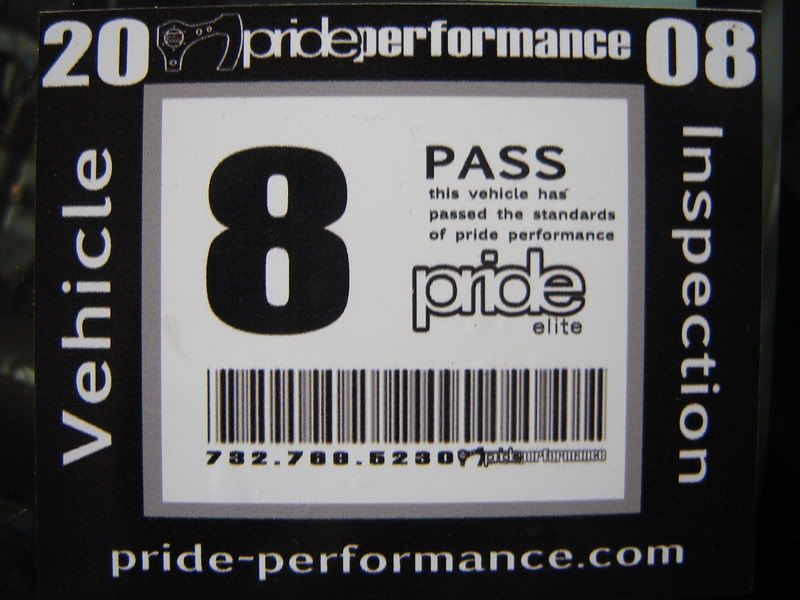 20 prideperformance 08
Vehicle
Inspection
8
PASS
this vehicle has
passed the standards
of pride performance
pride
elite
732.768.5230 prideperformance
pride-performance.com